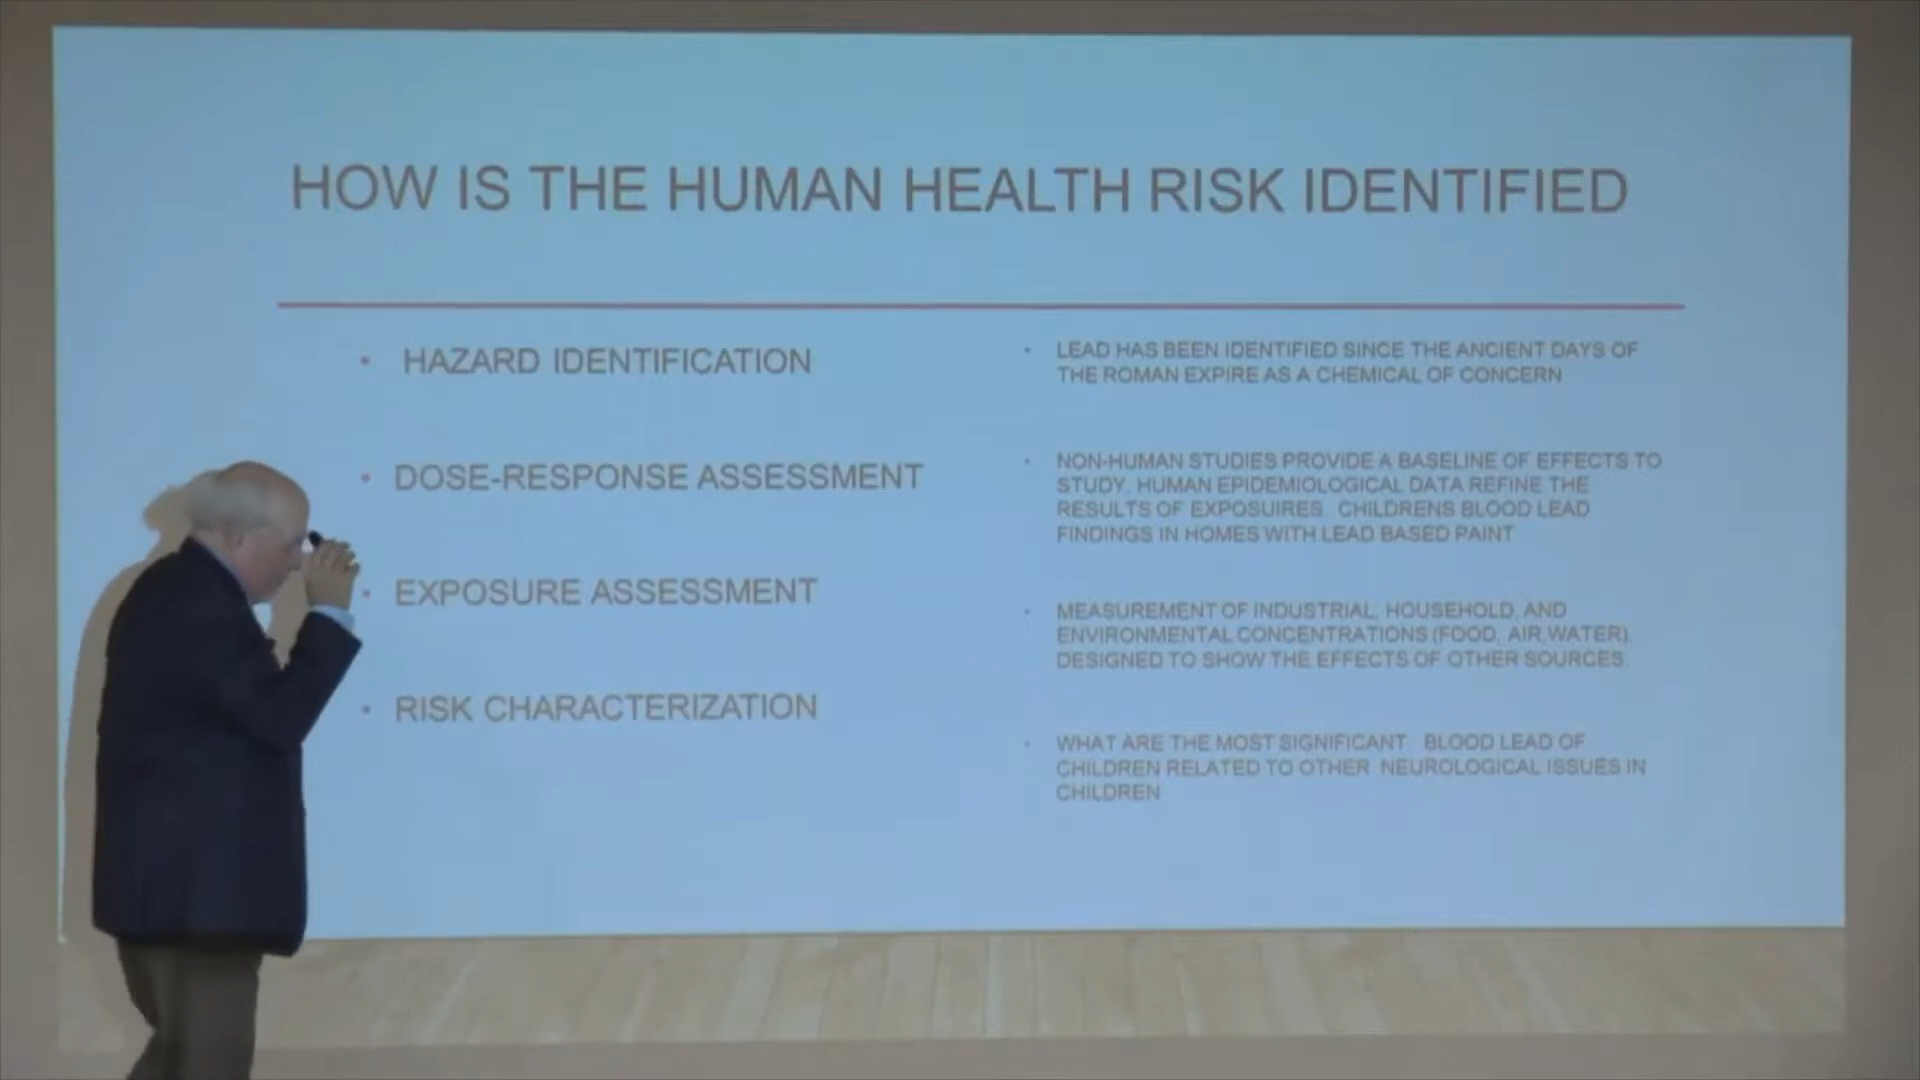 HOW IS THE HUMAN HEALTH RISK IDENTIFIED
• HAZARD IDENTIFICATION
• DOSE-RESPONSE ASSESSMENT
• EXPOSURE ASSESSMENT
• RISK CHARACTERIZATION
• LEAD HAS BEEN IDENTIFIED SINCE THE ANCIENT DAYS OF
THE ROMAN EXPIRE AS A CHEMICAL OF CONCERN
• NON-HUMAN STUDIES PROVIDE A BASELINE OF EFFECTS TO
STUDY. HUMAN EPIDEMIOLOGICAL DATA REFINE THE
RESULTS OF EXPOSUIRES. CHILDRENS BLOOD LEAD
FINDINGS IN HOMES WITH LEAD BASED PAINT
• MEASUREMENT OF INDUSTRIAL, HOUSEHOLD, AND
ENVIRONMENTAL CONCENTRATIONS (FOOD, AIR,WATER).
DESIGNED TO SHOW THE EFFECTS OF OTHER SOURCES.
• WHAT ARE THE MOST SIGNIFICANT BLOOD LEAD OF
CHILDREN RELATED TO OTHER NEUROLOGICAL ISSUES IN
CHILDREN